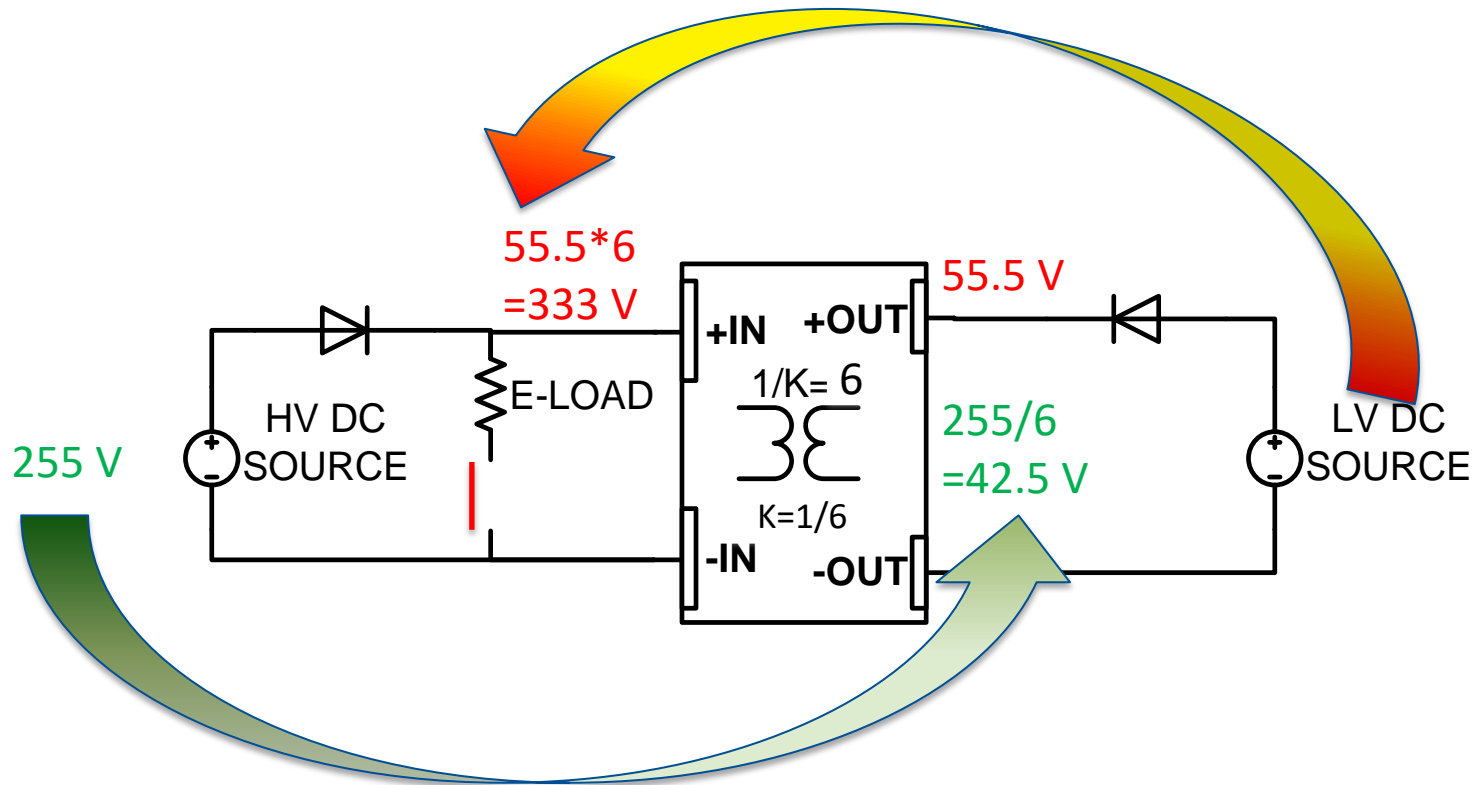 55.5*6
=333 V
55.5 V
+IN
+OUT
1/K= 6
E-LOAD
HV DC
SOURCE
255 V
255/6
=42.5 V
LV DC
SOURCE
K=1/6
-IN
-OUT